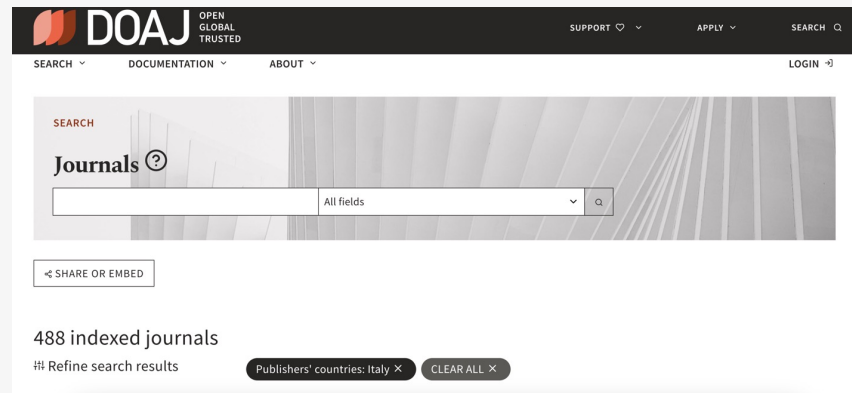 DOAJ
OPEN
GLOBAL
TRUSTED
SUPPORT
APPLY
SEARCH
SEARCH
DOCUMENTATION
ABOUT
LOGIN
SEARCH
Journals ?
All fields
SHARE OR EMBED
488 indexed journals
Refine search results
Publishers' countries: Italy ×
CLEAR ALL ×